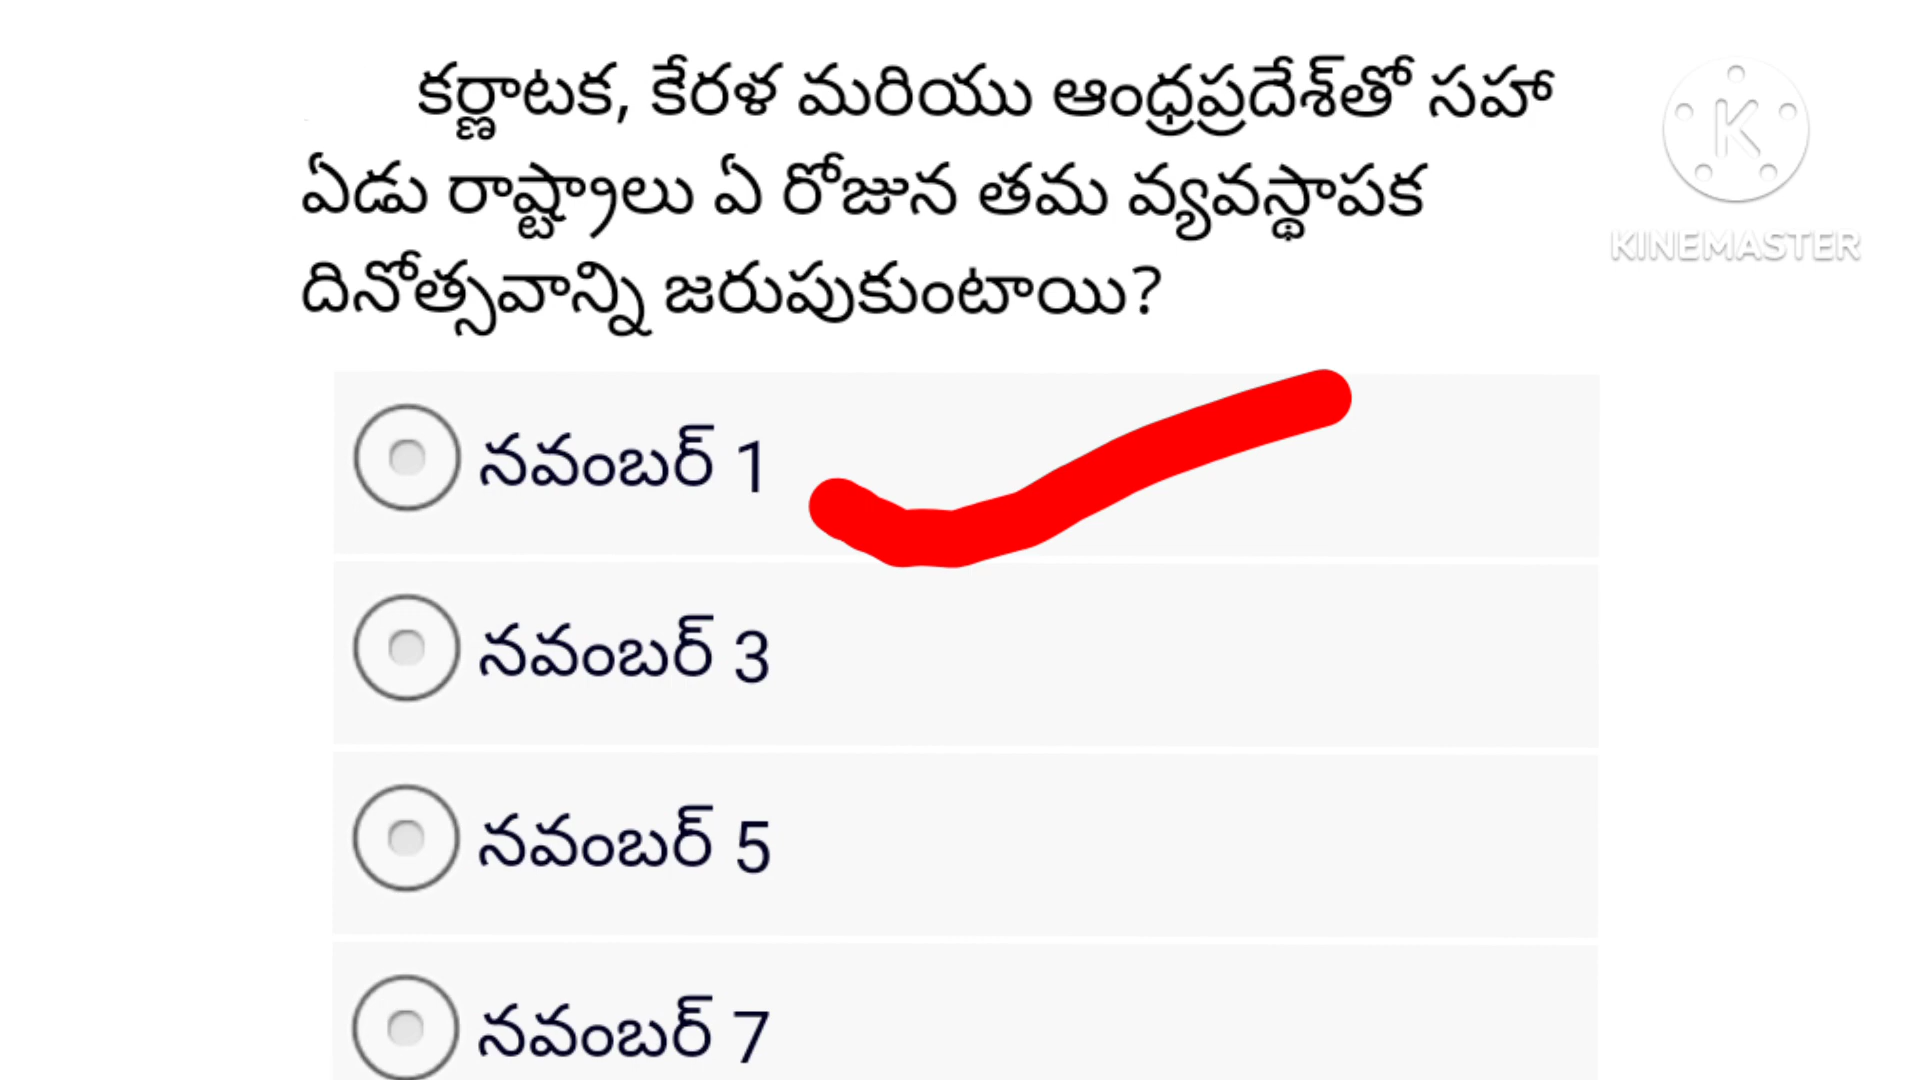 కర్ణాటక, కేరళ మరియు ఆంధ్రప్రదేశ్‌తో సహా
ఏడు రాష్ట్రాలు ఏ రోజున తమ వ్యవస్థాపక
దినోత్సవాన్ని జరుపుకుంటాయి?
K
KINEMASTER
నవంబర్ 1
నవంబర్ 3
నవంబర్ 5
నవంబర్ 7